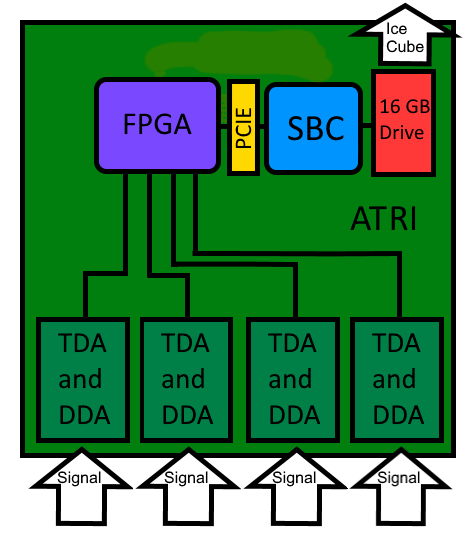 Ice
Cube
FPGA
PCIE
SBC
16 GB
Drive
ATRI
TDA
and
DDA
TDA
and
DDA
TDA
and
DDA
TDA
and
DDA
Signal
Signal
Signal
Signal